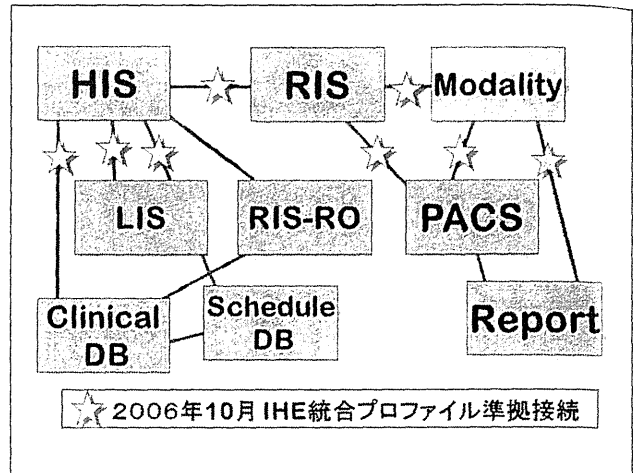 HIS
RIS
Modality
LIS
RIS-RO
PACS
Clinical
DB
Schedule
DB
Report
2006年10月 IHE統合プロファイル準拠接続